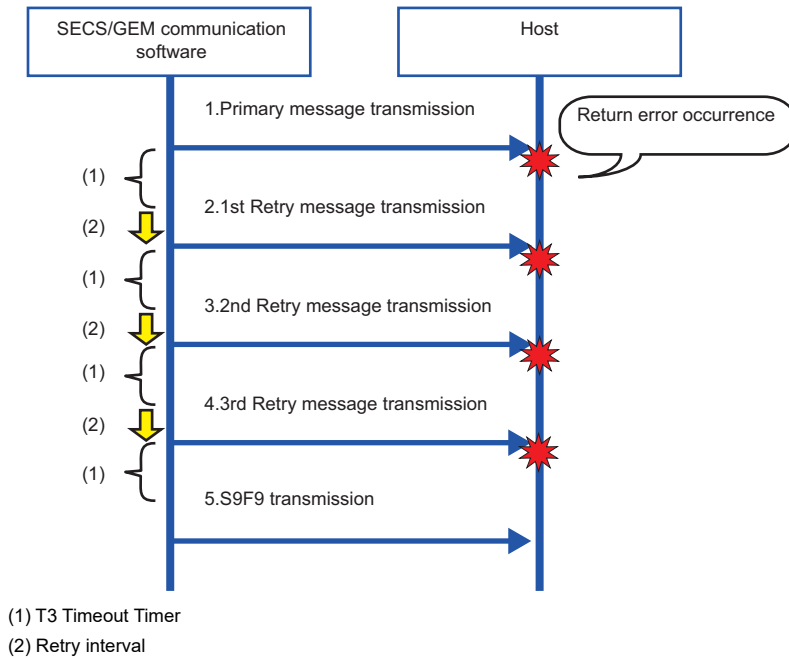 SECS/GEM communication
software
Host
1.Primary message transmission
Return error occurrence
(1)
2.1st Retry message transmission
(2)
(1)
3.2nd Retry message transmission
(2)
(1)
4.3rd Retry message transmission
(2)
(1)
5.S9F9 transmission
(1) T3 Timeout Timer
(2) Retry interval